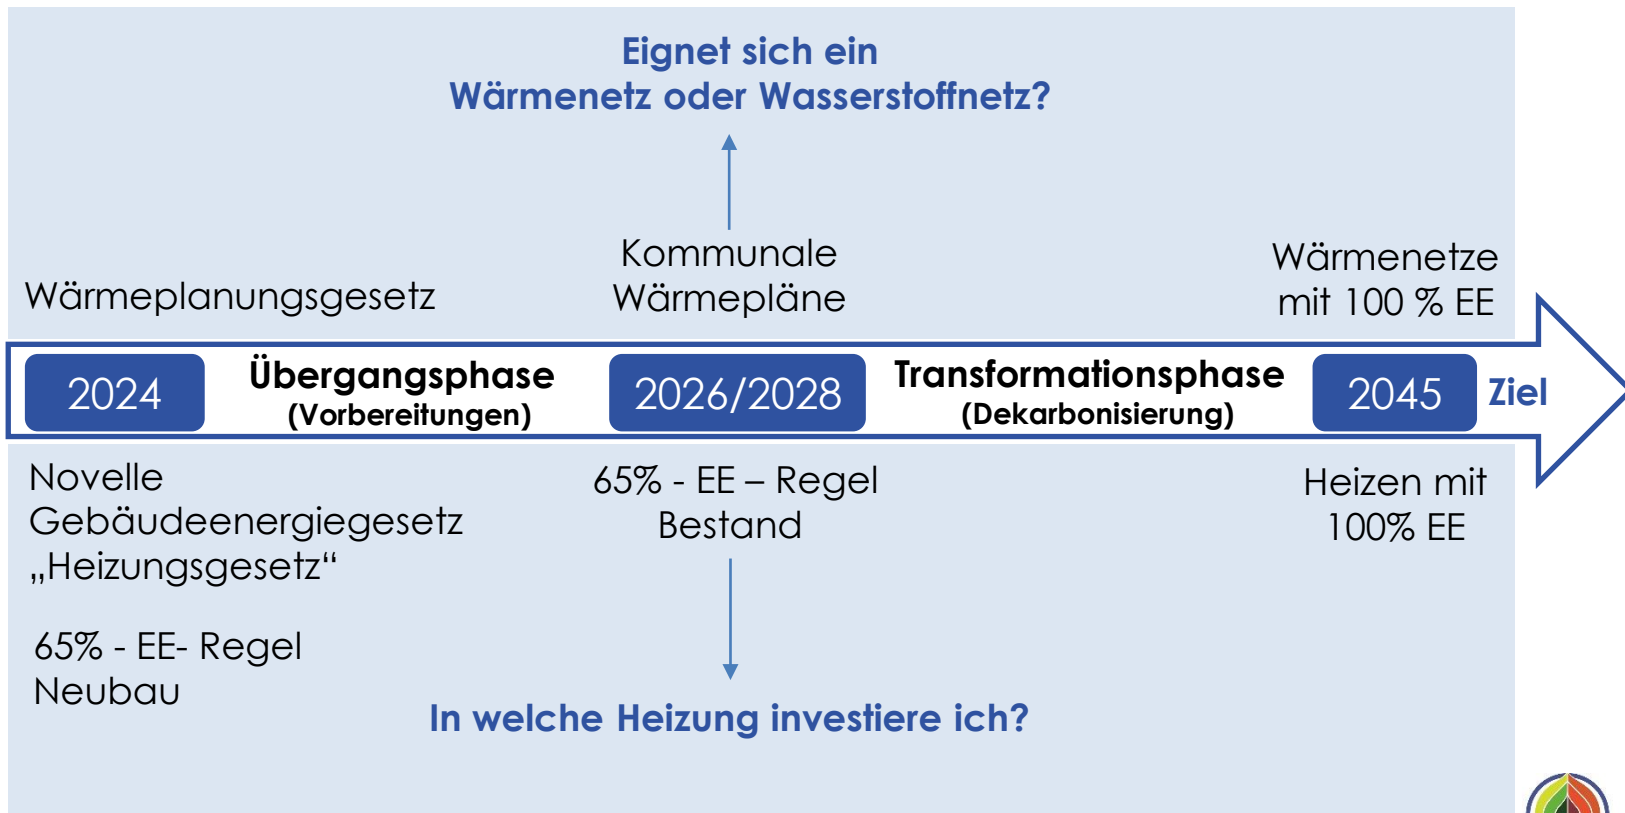 Eignet sich ein
Wärmenetz oder Wasserstoffnetz?
Wärmeplanungsgesetz
Kommunale
Wärmepläne
Wärmenetze
mit 100 % EE
2024
Übergangsphase
(Vorbereitungen)
2026/2028
Transformationsphase
(Dekarbonisierung)
2045
Ziel
Novelle
Gebäudeenergiegesetz
„Heizungsgesetz“
65% - EE- Regel
Neubau
65% - EE – Regel
Bestand
Heizen mit
100% EE
In welche Heizung investiere ich?